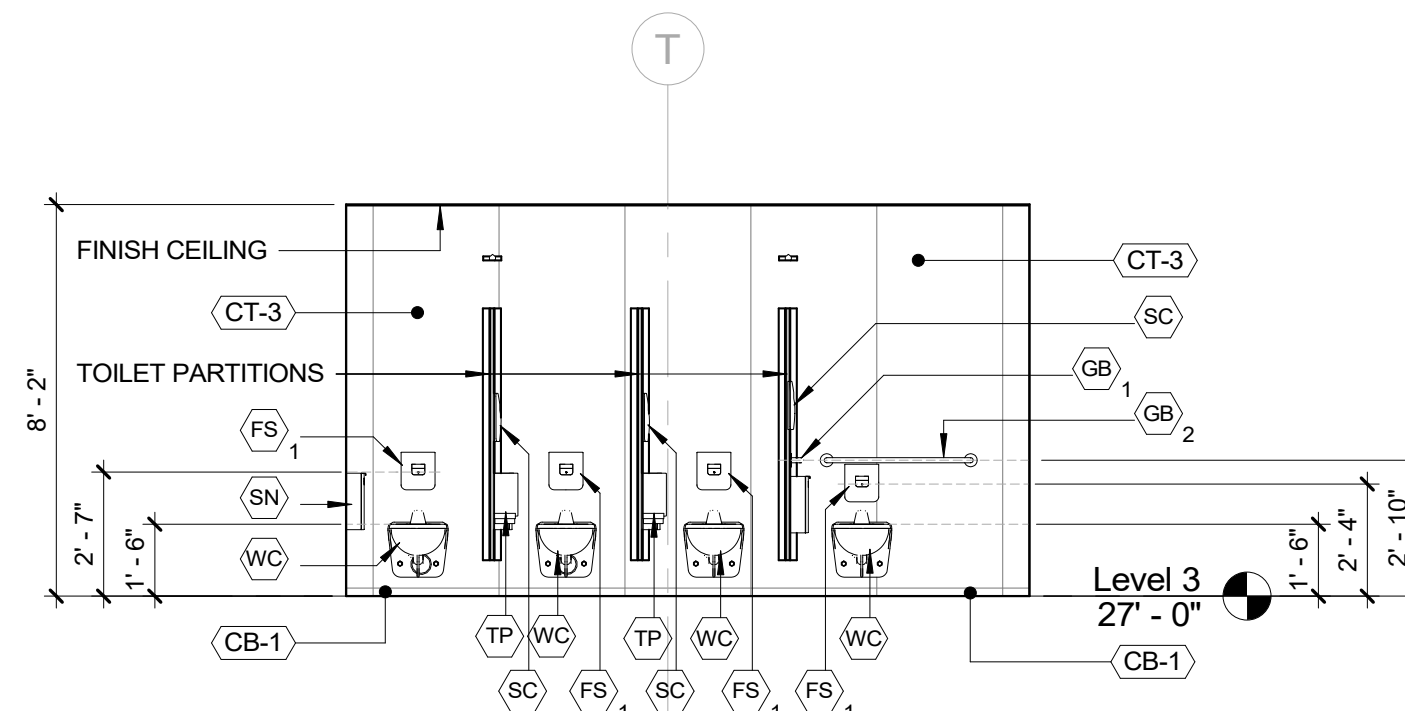 T
FINISH CEILING
CT-3
CT-3
SC
TOILET PARTITIONS
GB
1
GB
2
8' - 2"
FS
1
SN
2' - 7"
1' - 6"
WC
1' - 6"
2' - 4"
2' - 10"
Level 3
27' - 0"
CB-1
TP
WC
TP
WC
WC
CB-1
SC
FS
1
SC
FS
1
FS
1